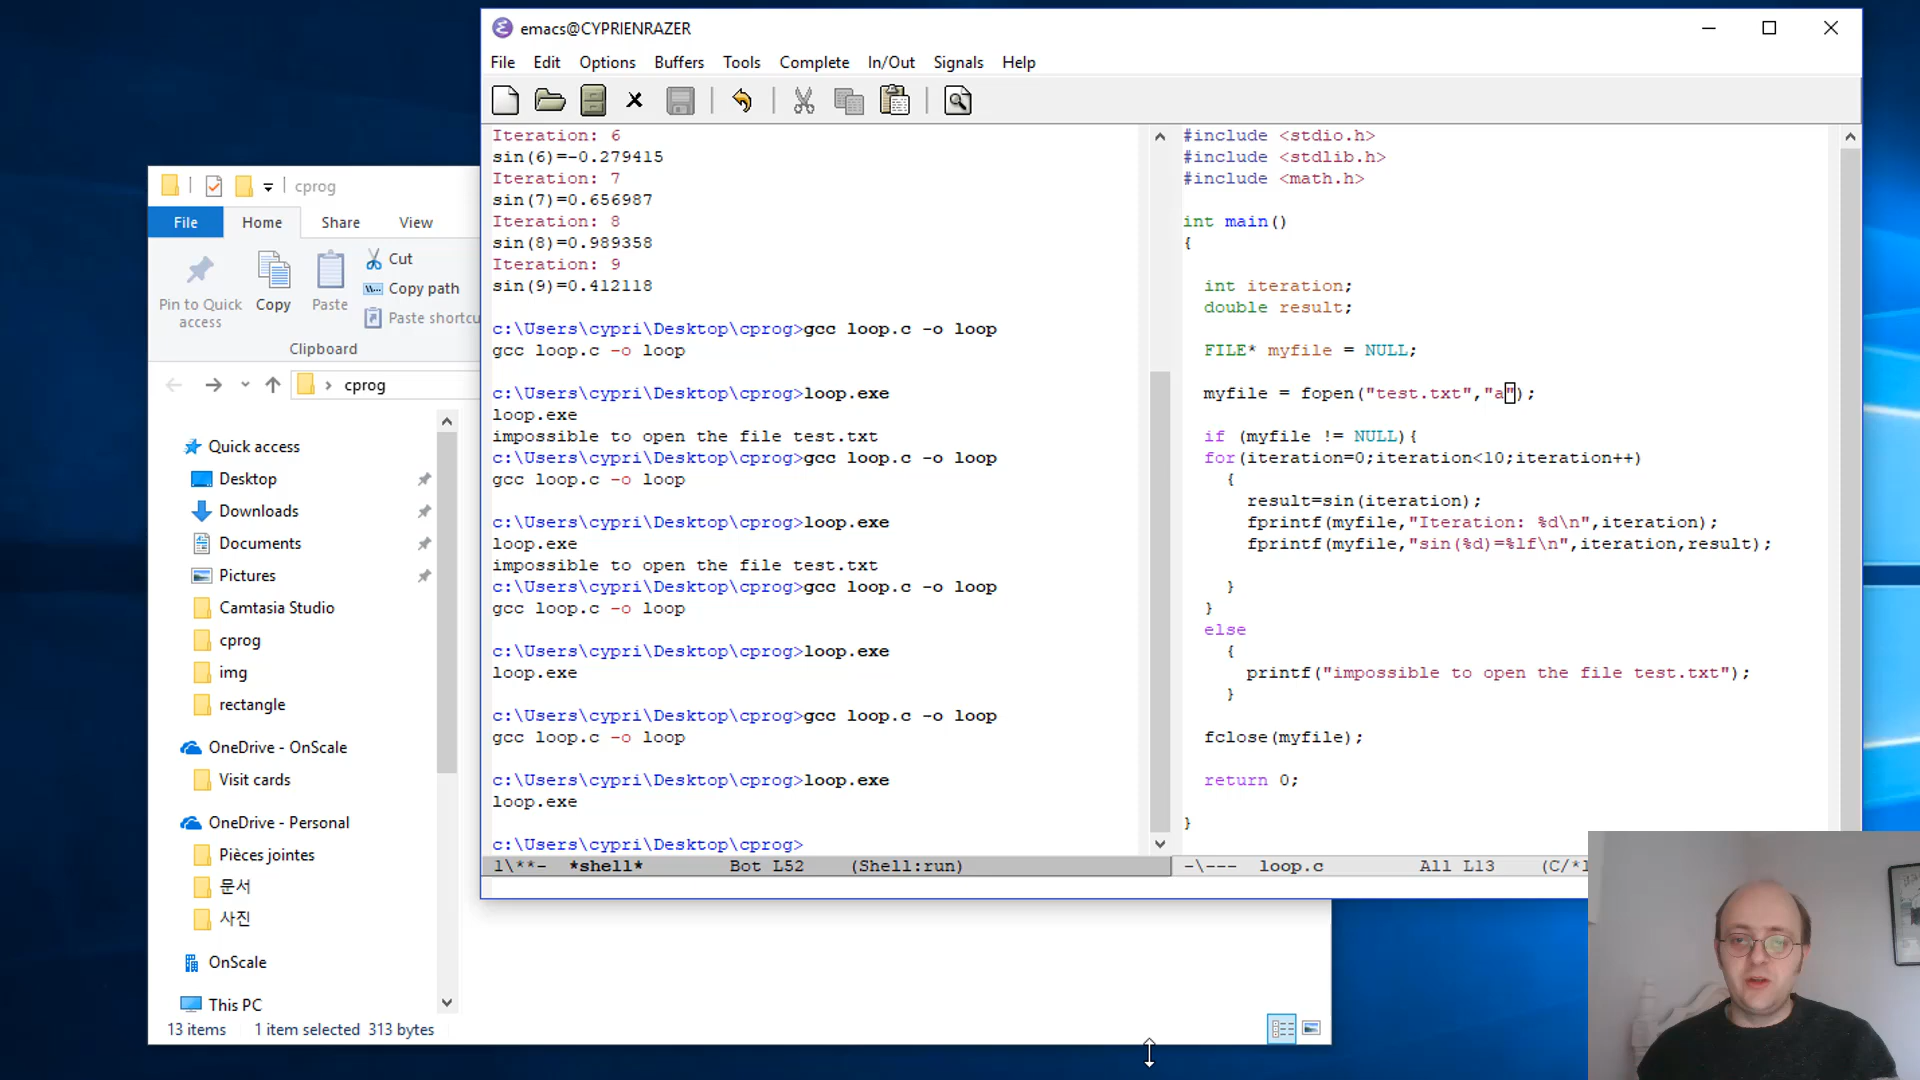 emacs@CYPRIENRAZER
File Edit Options Buffers Tools Complete In/Out Signals Help
Iteration: 6
sin(6)=-0.279415
Iteration: 7
sin(7)=0.656987
Iteration: 8
sin(8)=0.989358
Iteration: 9
sin(9)=0.412118
c:\Users\cypri\Desktop\cprog>gcc loop.c -o loop
gcc loop.c -o loop
c:\Users\cypri\Desktop\cprog>loop.exe
loop.exe
impossible to open the file test.txt
c:\Users\cypri\Desktop\cprog>gcc loop.c -o loop
gcc loop.c -o loop
c:\Users\cypri\Desktop\cprog>loop.exe
loop.exe
impossible to open the file test.txt
c:\Users\cypri\Desktop\cprog>gcc loop.c -o loop
gcc loop.c -o loop
c:\Users\cypri\Desktop\cprog>loop.exe
loop.exe
c:\Users\cypri\Desktop\cprog>gcc loop.c -o loop
gcc loop.c -o loop
c:\Users\cypri\Desktop\cprog>loop.exe
loop.exe
c:\Users\cypri\Desktop\cprog>
1\**- *shell* Bot L52 (Shell:run)
#include <stdio.h>
#include <stdlib.h>
#include <math.h>
int main()
{
int iteration;
double result;
FILE* myfile = NULL;
myfile = fopen("test.txt","a");
if (myfile != NULL){
for(iteration=0;iteration<10;iteration++)
{
result=sin(iteration);
fprintf(myfile,"Iteration: %d\n",iteration);
fprintf(myfile,"sin(%d)=%lf\n",iteration,result);
}
}
else
{
printf("impossible to open the file test.txt");
}
fclose(myfile);
return 0;
}
-\--- loop.c All L13 (C/*l
cprog
File Home Share View
Pin to Quick access
Copy
Paste
Cut
Copy path
Paste shortcu
Clipboard
cprog
Quick access
Desktop
Downloads
Documents
Pictures
Camtasia Studio
cprog
img
rectangle
OneDrive - OnScale
Visit cards
OneDrive - Personal
Pièces jointes
문서
사진
OnScale
This PC
13 items 1 item selected 313 bytes